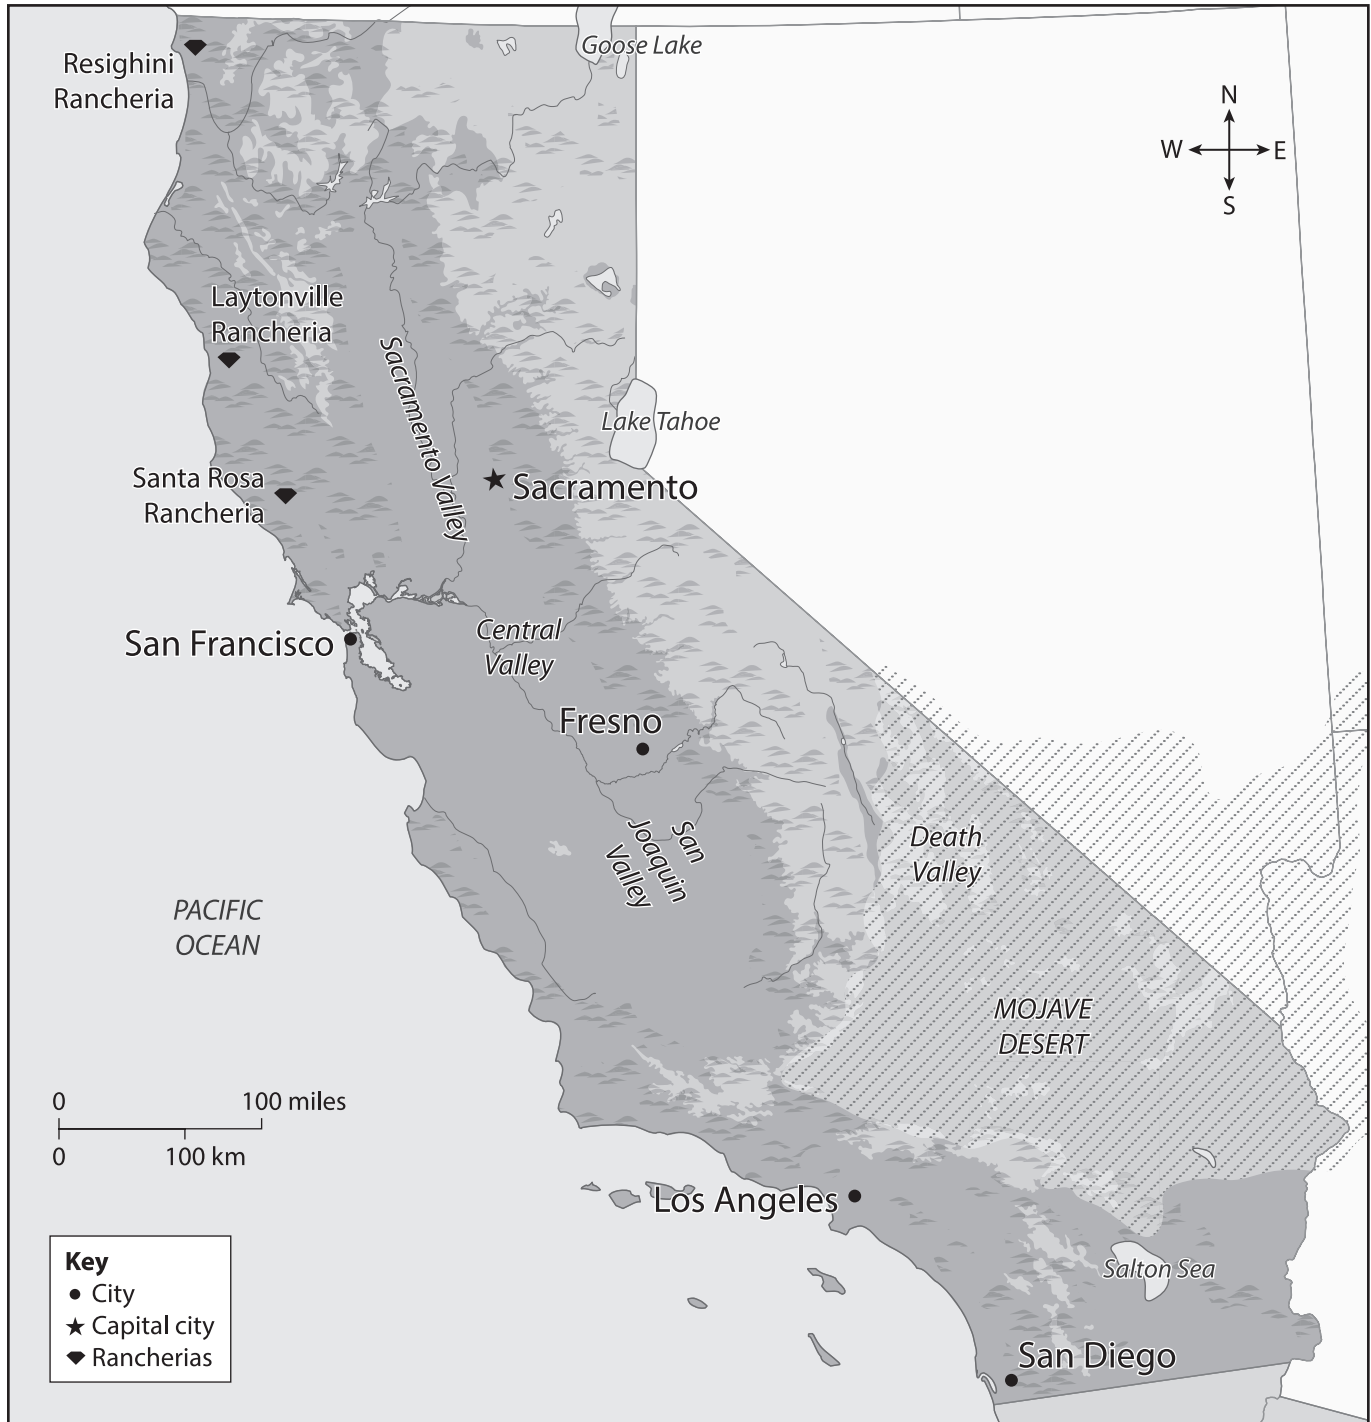 Goose Lake
Resighini
Rancheria
N
W
E
S
Laytonville
Rancheria
Sacramento Valley
Lake Tahoe
Santa Rosa
Rancheria
Sacramento
San Francisco
Central
Valley
Fresno
San
Joaquin
Valley
Death
Valley
PACIFIC
OCEAN
MOJAVE
DESERT
0
100 miles
0
100 km
Los Angeles
Salton Sea
San Diego
Key
City
Capital city
Rancherias